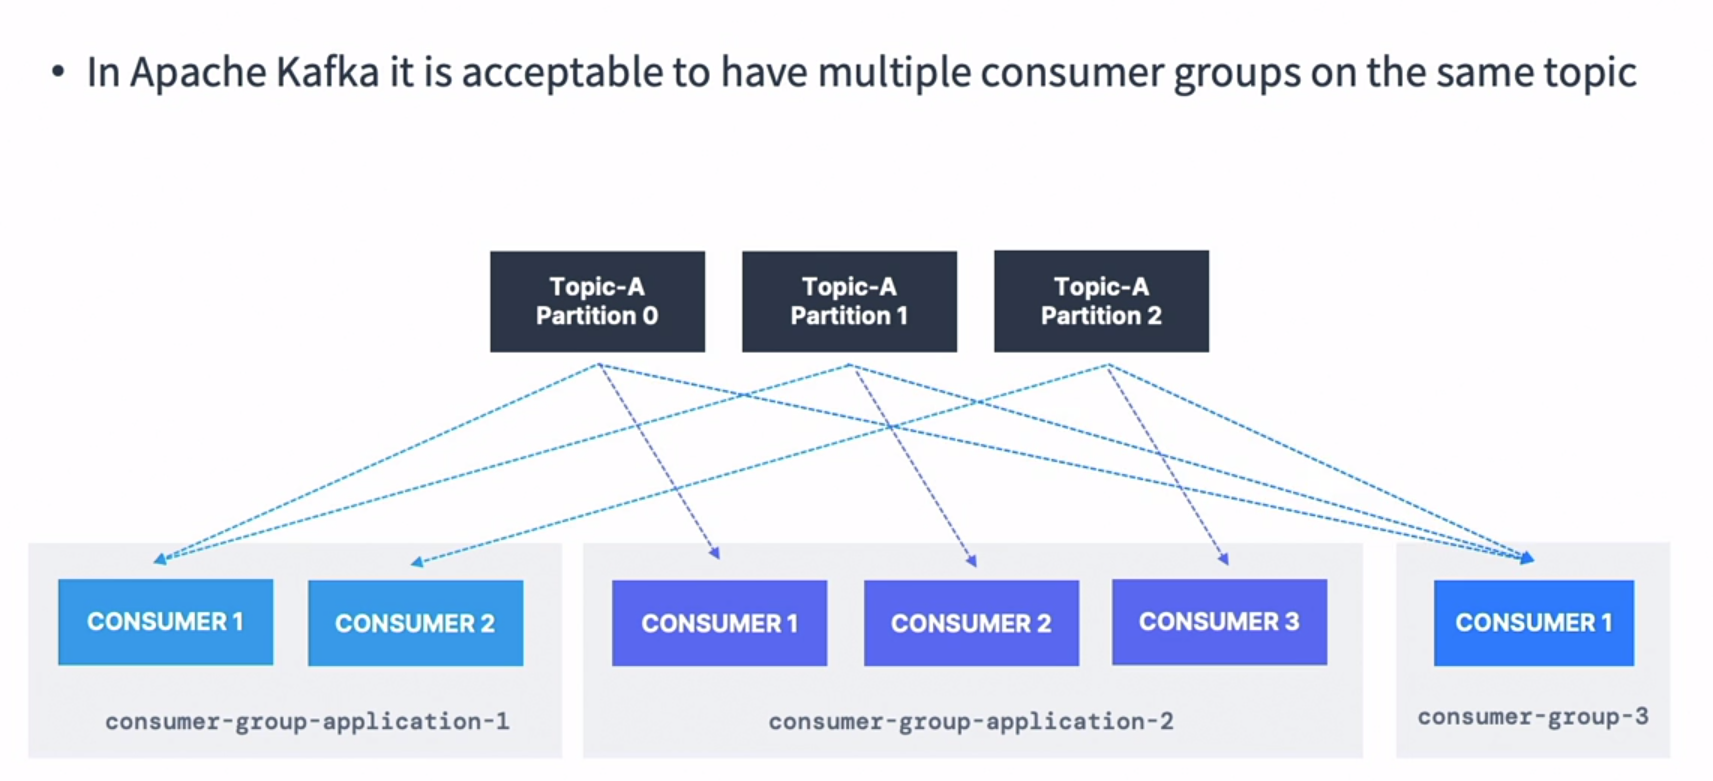 • In Apache Kafka it is acceptable to have multiple consumer groups on the same topic
Topic-A
Partition 0
Topic-A
Partition 1
Topic-A
Partition 2
CONSUMER 1
CONSUMER 2
consumer-group-application-1
CONSUMER 1
CONSUMER 2
CONSUMER 3
consumer-group-application-2
CONSUMER 1
consumer-group-3